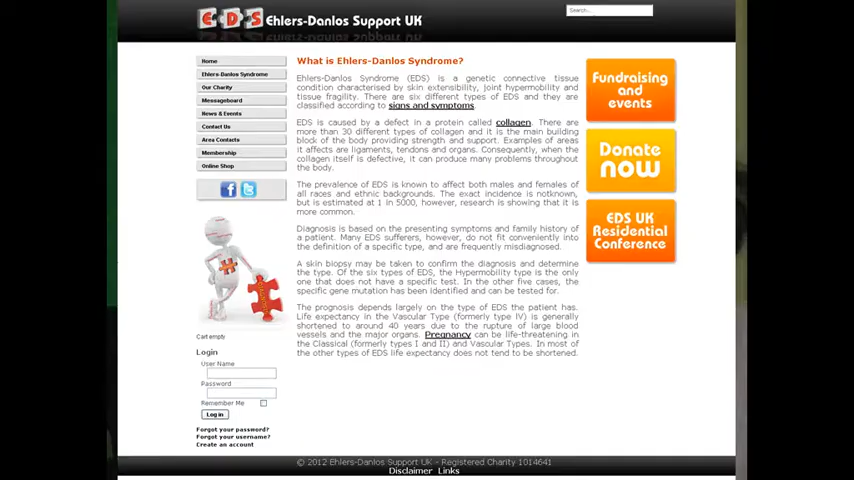 EDS Ehlers-Danlos Support UK
Search...
Home
Ehlers-Danlos Syndrome
Our Charity
Messageboard
News & Events
Contact Us
Area Contacts
Membership
Online Shop
Cart empty
Login
User Name
Password
Remember Me
Log in
Forgot your password?
Forgot your username?
Create an account
What is Ehlers-Danlos Syndrome?
Ehlers-Danlos Syndrome (EDS) is a genetic connective tissue
condition characterised by skin extensibility, joint hypermobility and
tissue fragility. There are six different types of EDS and they are
classified according to signs and symptoms.
EDS is caused by a defect in a protein called collagen. There are
more than 30 different types of collagen and it is the main building
block of the body providing strength and support. Examples of areas
it affects are ligaments, tendons and organs. Consequently, when the
collagen itself is defective, it can produce many problems throughout
the body.
The prevalence of EDS is known to affect both males and females of
all races and ethnic backgrounds. The exact incidence is notknown,
but is estimated at 1 in 5000, however, research is showing that it is
more common.
Diagnosis is based on the presenting symptoms and family history of
a patient. Many EDS sufferers, however, do not fit conveniently into
the definition of a specific type, and are frequently misdiagnosed.
A skin biopsy may be taken to confirm the diagnosis and determine
the type. Of the six types of EDS, the Hypermobility type is the only
one that does not have a specific test. In the other five cases, the
specific gene mutation has been identified and can be tested for.
The prognosis depends largely on the type of EDS the patient has.
Life expectancy in the Vascular Type (formerly type IV) is generally
shortened to around 40 years due to the rupture of large blood
vessels and the major organs. Pregnancy can be life-threatening in
the Classical (formerly types I and II) and Vascular Types. In most of
the other types of EDS life expectancy does not tend to be shortened.
Fundraising
and
events
Donate
now
EDS UK
Residential
Conference
© 2012 Ehlers-Danlos Support UK - Registered Charity 1014641
Disclaimer Links